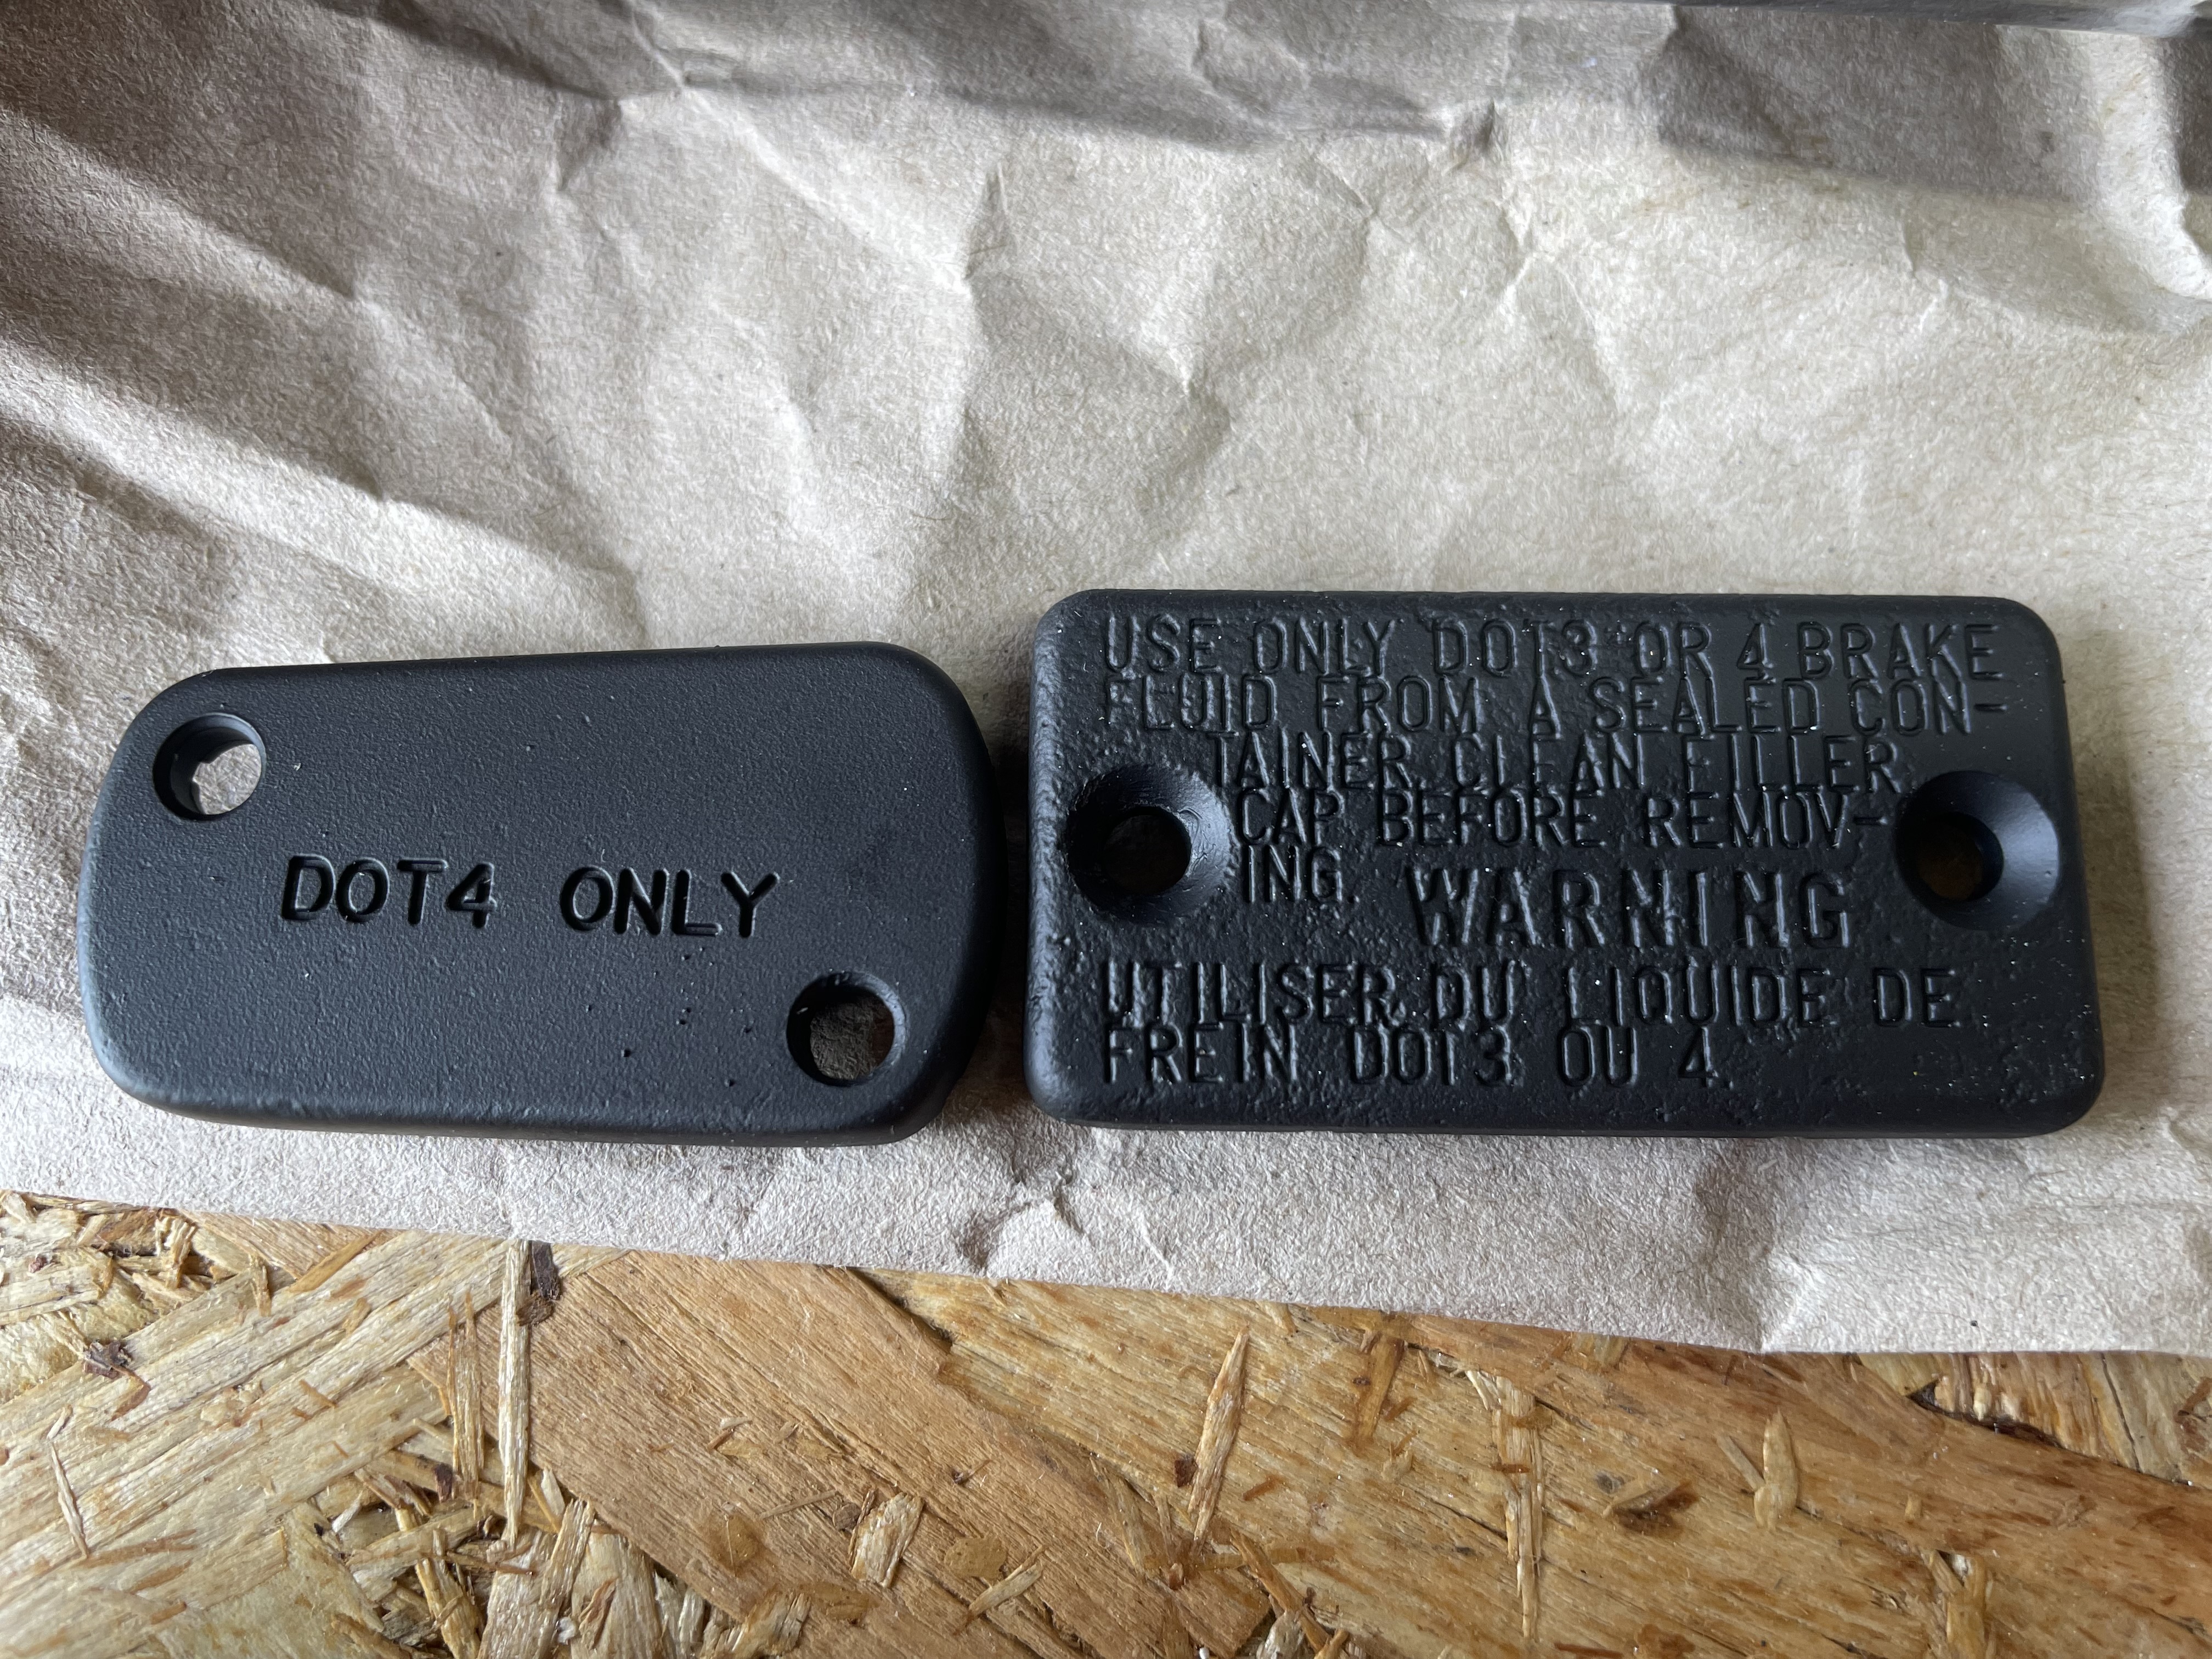 DOT4 ONLY
USE ONLY DOT3 OR 4 BRAKE
FLUID FROM A SEALED CON-
TAINER. CLEAN FILLER
CAP BEFORE REMOV-
ING. WARNING
UTILISER DU LIQUIDE DE
FREIN DOT3 OU 4.